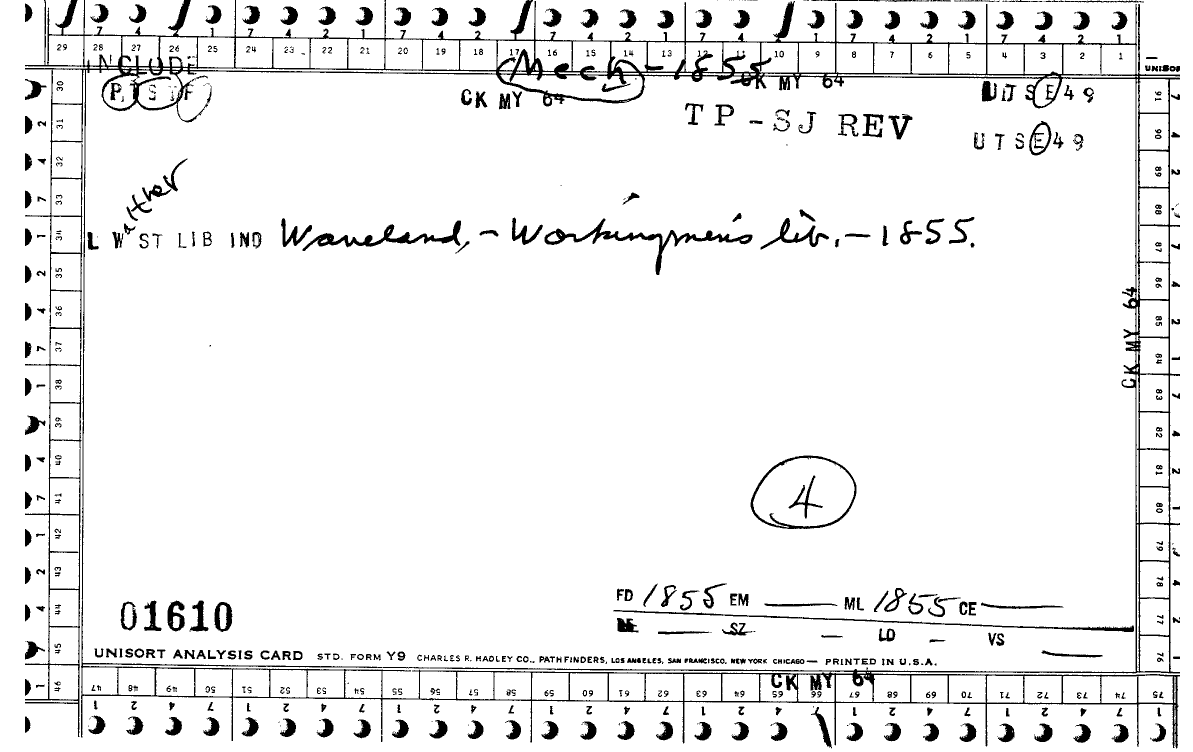 7 4 2 1 7 4 2 1 7 4 2 1 7 4 2 1 7 4 2 1 7 4 2 1 7 4 2 1
29 28 27 26 25 24 23 22 21 20 19 18 17 16 15 14 13 12 11 10 9 8 7 6 5 4 3 2 1
UNISOR
INCLUDE
Mech - 1855
CK MY 64
P T S T F
CK MY 64
UTSE49
TP-SJ REV
UTSE49
Walther
L W ST LIB IND Waveland, - Workingmen's lib. - 1855.
CK MY 64
4
FD 1855 EM ML 1855 CE
SZ LD VS
01610
UNISORT ANALYSIS CARD STD. FORM Y9 CHARLES R. HADLEY CO., PATHFINDERS, LOS ANGELES, SAN FRANCISCO, NEW YORK CHICAGO — PRINTED IN U.S.A.
CK MY 64
30 31 32 33 34 35 36 37 38 39 40 41 42 43 44 45 46
47 48 49 50 51 52 53 54 55 56 57 58 59 60 61 62 63 64 65 66 67 68 69 70 71 72 73 74 75
1 2 4 7 1 2 4 7 1 2 4 7 1 2 4 7 1 2 4 7 1 2 4 7 1 2 4 7 1
91 90 89 88 87 86 85 84 83 82 81 80 79 78 77 76